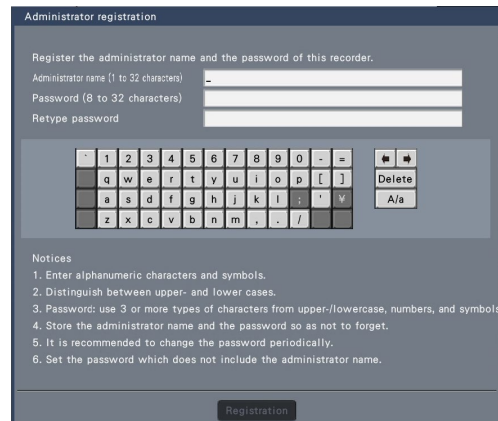 Administrator registration
Register the administrator name and the password of this recorder.
Administrator name (1 to 32 characters)
_
Password (8 to 32 characters)
Retype password
` 1 2 3 4 5 6 7 8 9 0 - =
q w e r t y u i o p [ ] Delete
a s d f g h j k l ; ' ¥ A/a
z x c v b n m , . /
Notices
1. Enter alphanumeric characters and symbols.
2. Distinguish between upper- and lower cases.
3. Password: use 3 or more types of characters from upper-/lowercase, numbers, and symbols
4. Store the administrator name and the password so as not to forget.
5. It is recommended to change the password periodically.
6. Set the password which does not include the administrator name.
Registration